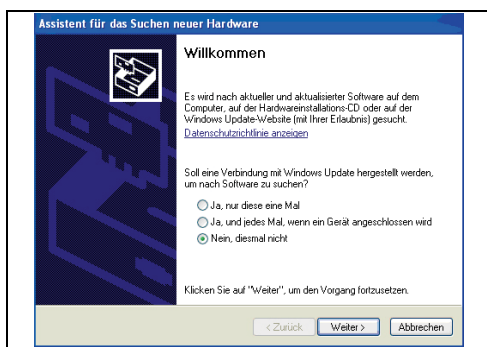 Assistent für das Suchen neuer Hardware
Willkommen
Es wird nach aktueller und aktualisierter Software auf dem
Computer, auf der Hardwareinstallations-CD oder auf der
Windows Update-Website (mit Ihrer Erlaubnis) gesucht.
Datenschutzrichtlinie anzeigen
Soll eine Verbindung mit Windows Update hergestellt werden,
um nach Software zu suchen?
Ja, nur diese eine Mal
Ja, und jedes Mal, wenn ein Gerät angeschlossen wird
Nein, diesmal nicht
Klicken Sie auf "Weiter", um den Vorgang fortzusetzen.
< Zurück Weiter > Abbrechen